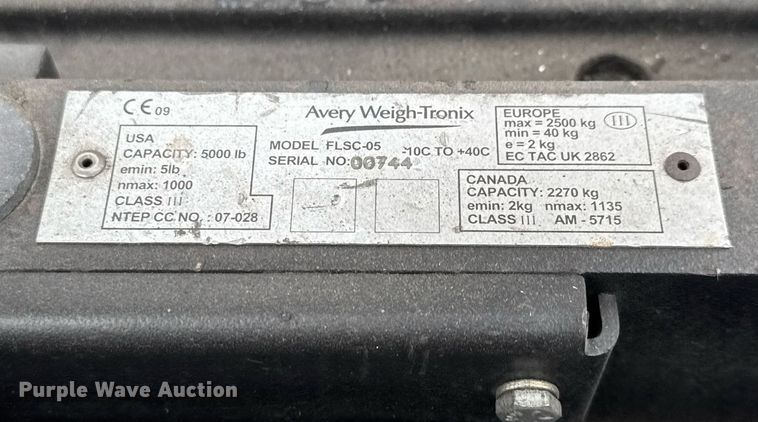 CE 09
USA
CAPACITY: 5000 lb
emin: 5lb
nmax: 1000
CLASS III
NTEP CC NO. : 07-028
Avery Weigh-Tronix
MODEL FLSC-05 -10C TO +40C
SERIAL NO: 00744
EUROPE
max = 2500 kg III
min = 40 kg
e = 2 kg
EC TAC UK 2862
CANADA
CAPACITY: 2270 kg
emin: 2kg nmax: 1135
CLASS III AM - 5715
Purple Wave Auction